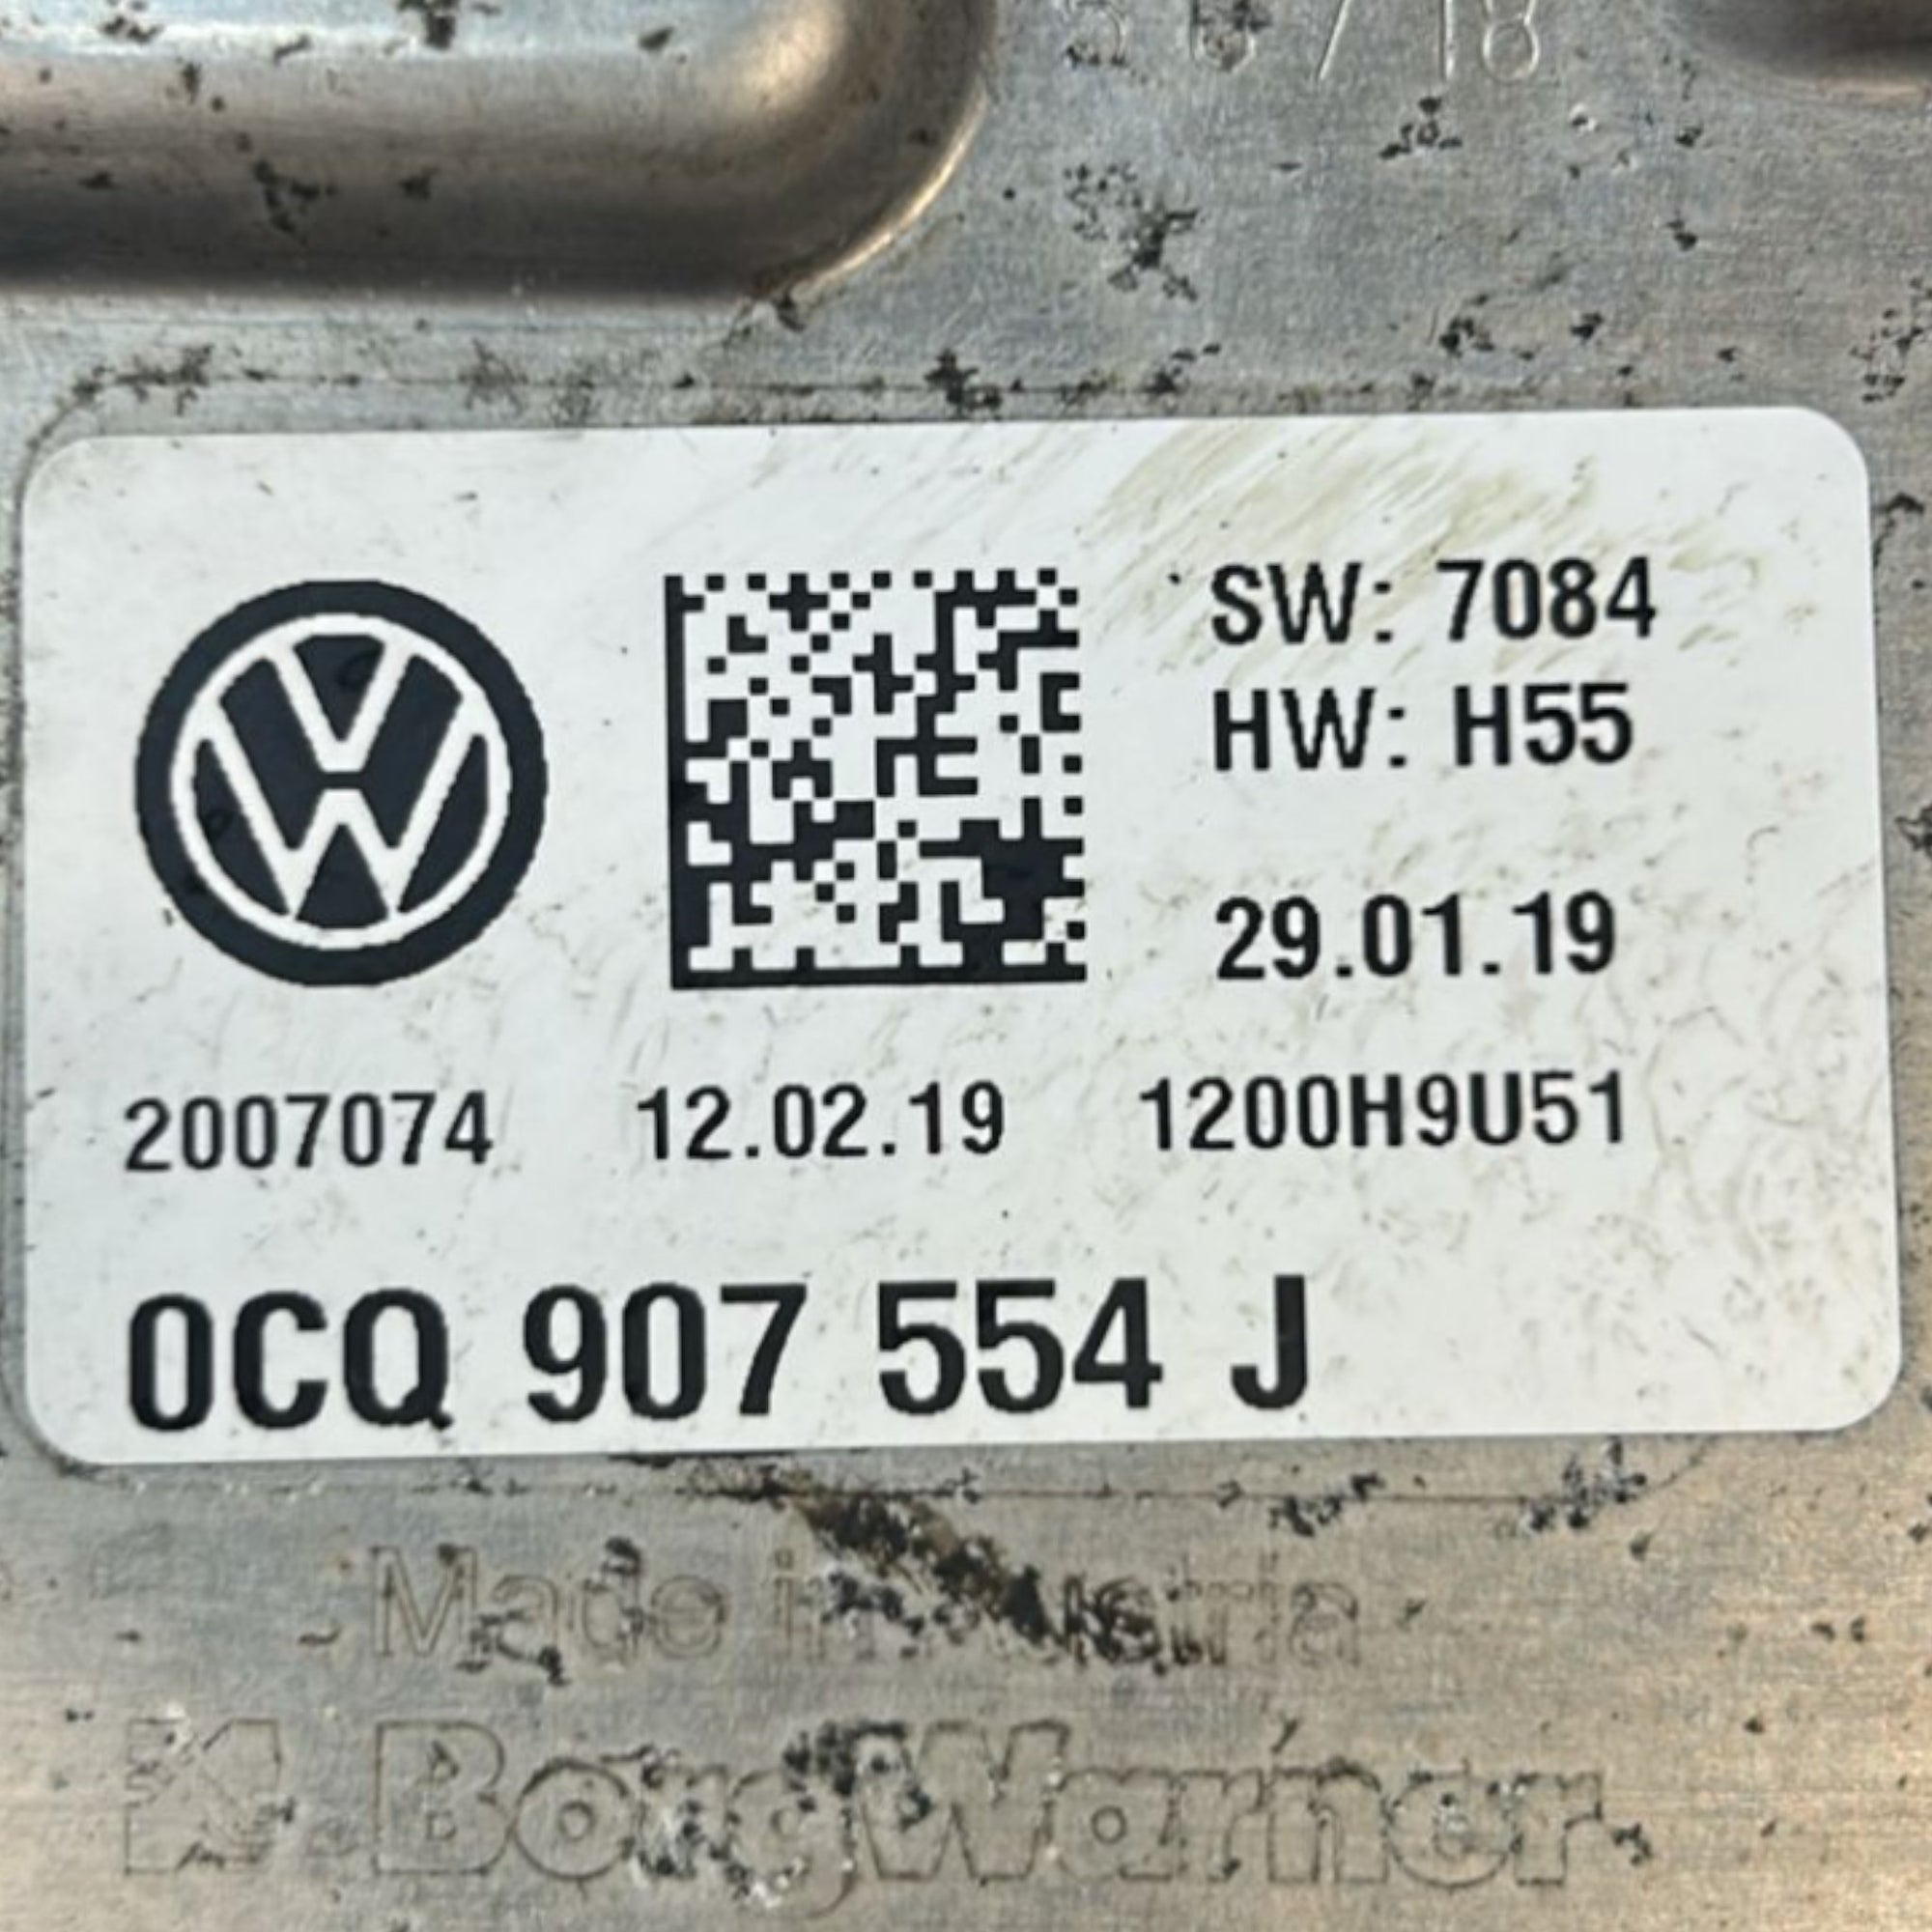 SW: 7084
HW: H55
29.01.19
2007074 12.02.19 1200H9U51
0CQ 907 554 J
Made in Austria
BorgWarner